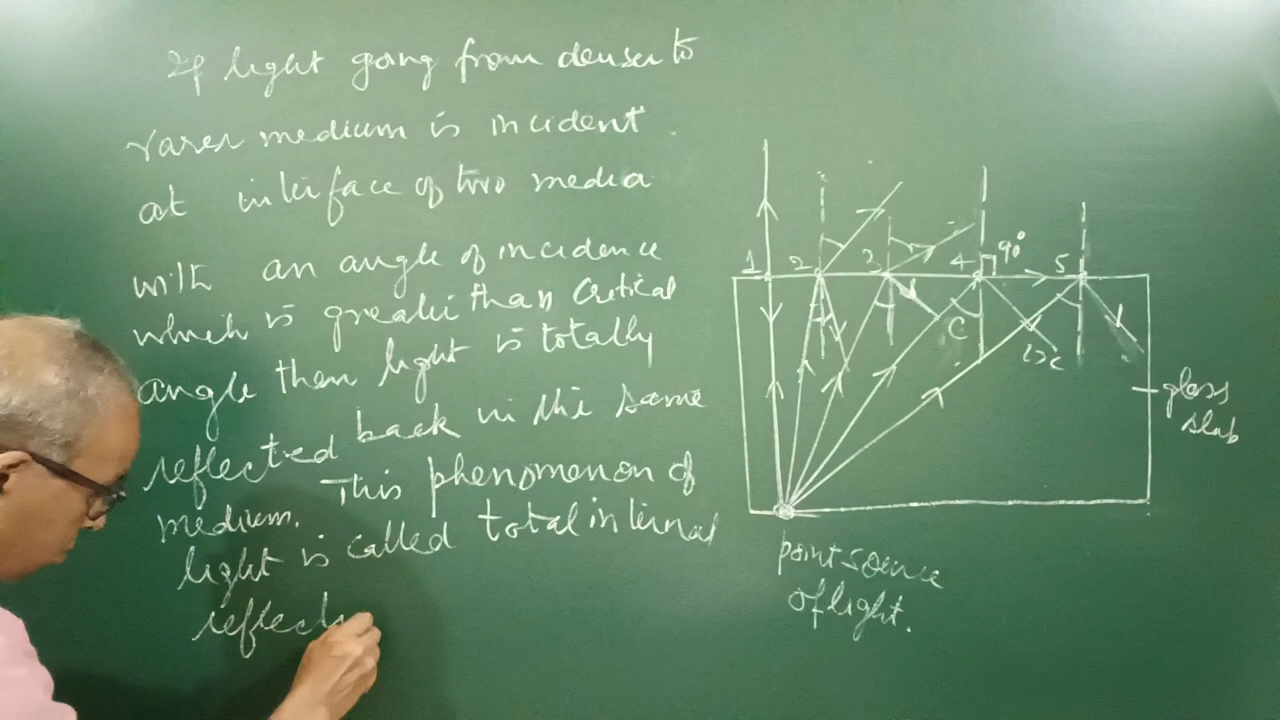 If light going from denser to
rarer medium is incident
at interface of two media
with an angle of incidence
which is greater than critical
angle then light is totally
reflected back in the same
medium. This phenomenon of
light is called total internal
reflecti
1 2 3 4 90° 5
C
i>c
glass
slab
point source
of light.